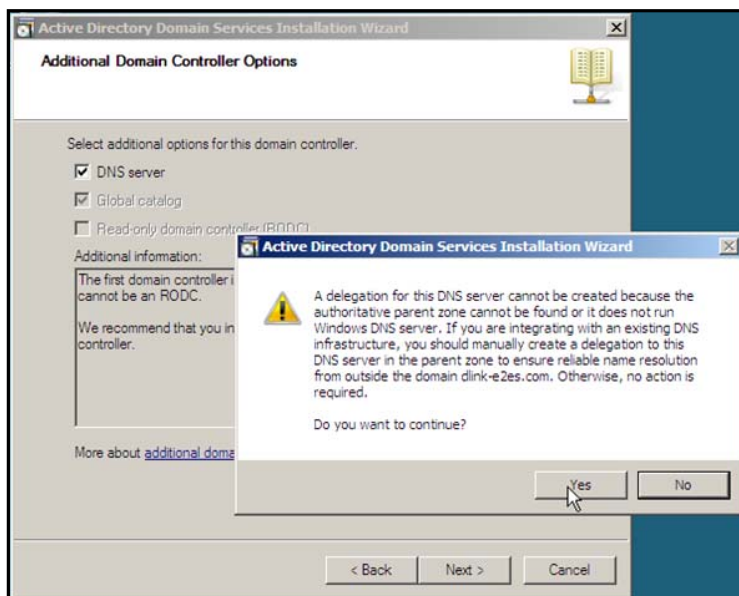 Active Directory Domain Services Installation Wizard
Additional Domain Controller Options
Select additional options for this domain controller.
DNS server
Global catalog
Read-only domain controller (RODC)
Additional information:
The first domain controller i
cannot be an RODC.
We recommend that you in
controller.
More about additional doma
< Back
Next >
Cancel
Active Directory Domain Services Installation Wizard
A delegation for this DNS server cannot be created because the
authoritative parent zone cannot be found or it does not run
Windows DNS server. If you are integrating with an existing DNS
infrastructure, you should manually create a delegation to this
DNS server in the parent zone to ensure reliable name resolution
from outside the domain dlink-e2es.com. Otherwise, no action is
required.
Do you want to continue?
Yes
No